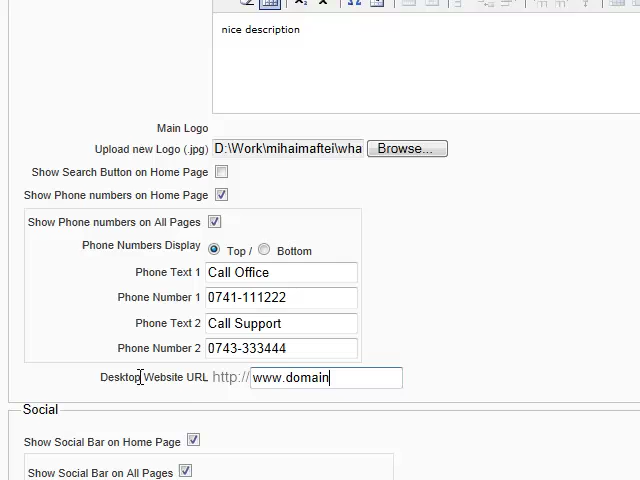 nice description
Main Logo
Upload new Logo (.jpg) D:\Work\mihaimaftei\wha Browse...
Show Search Button on Home Page
Show Phone numbers on Home Page
Show Phone numbers on All Pages
Phone Numbers Display Top / Bottom
Phone Text 1 Call Office
Phone Number 1 0741-111222
Phone Text 2 Call Support
Phone Number 2 0743-333444
Desktop Website URL http:// www.domain
Social
Show Social Bar on Home Page
Show Social Bar on All Pages